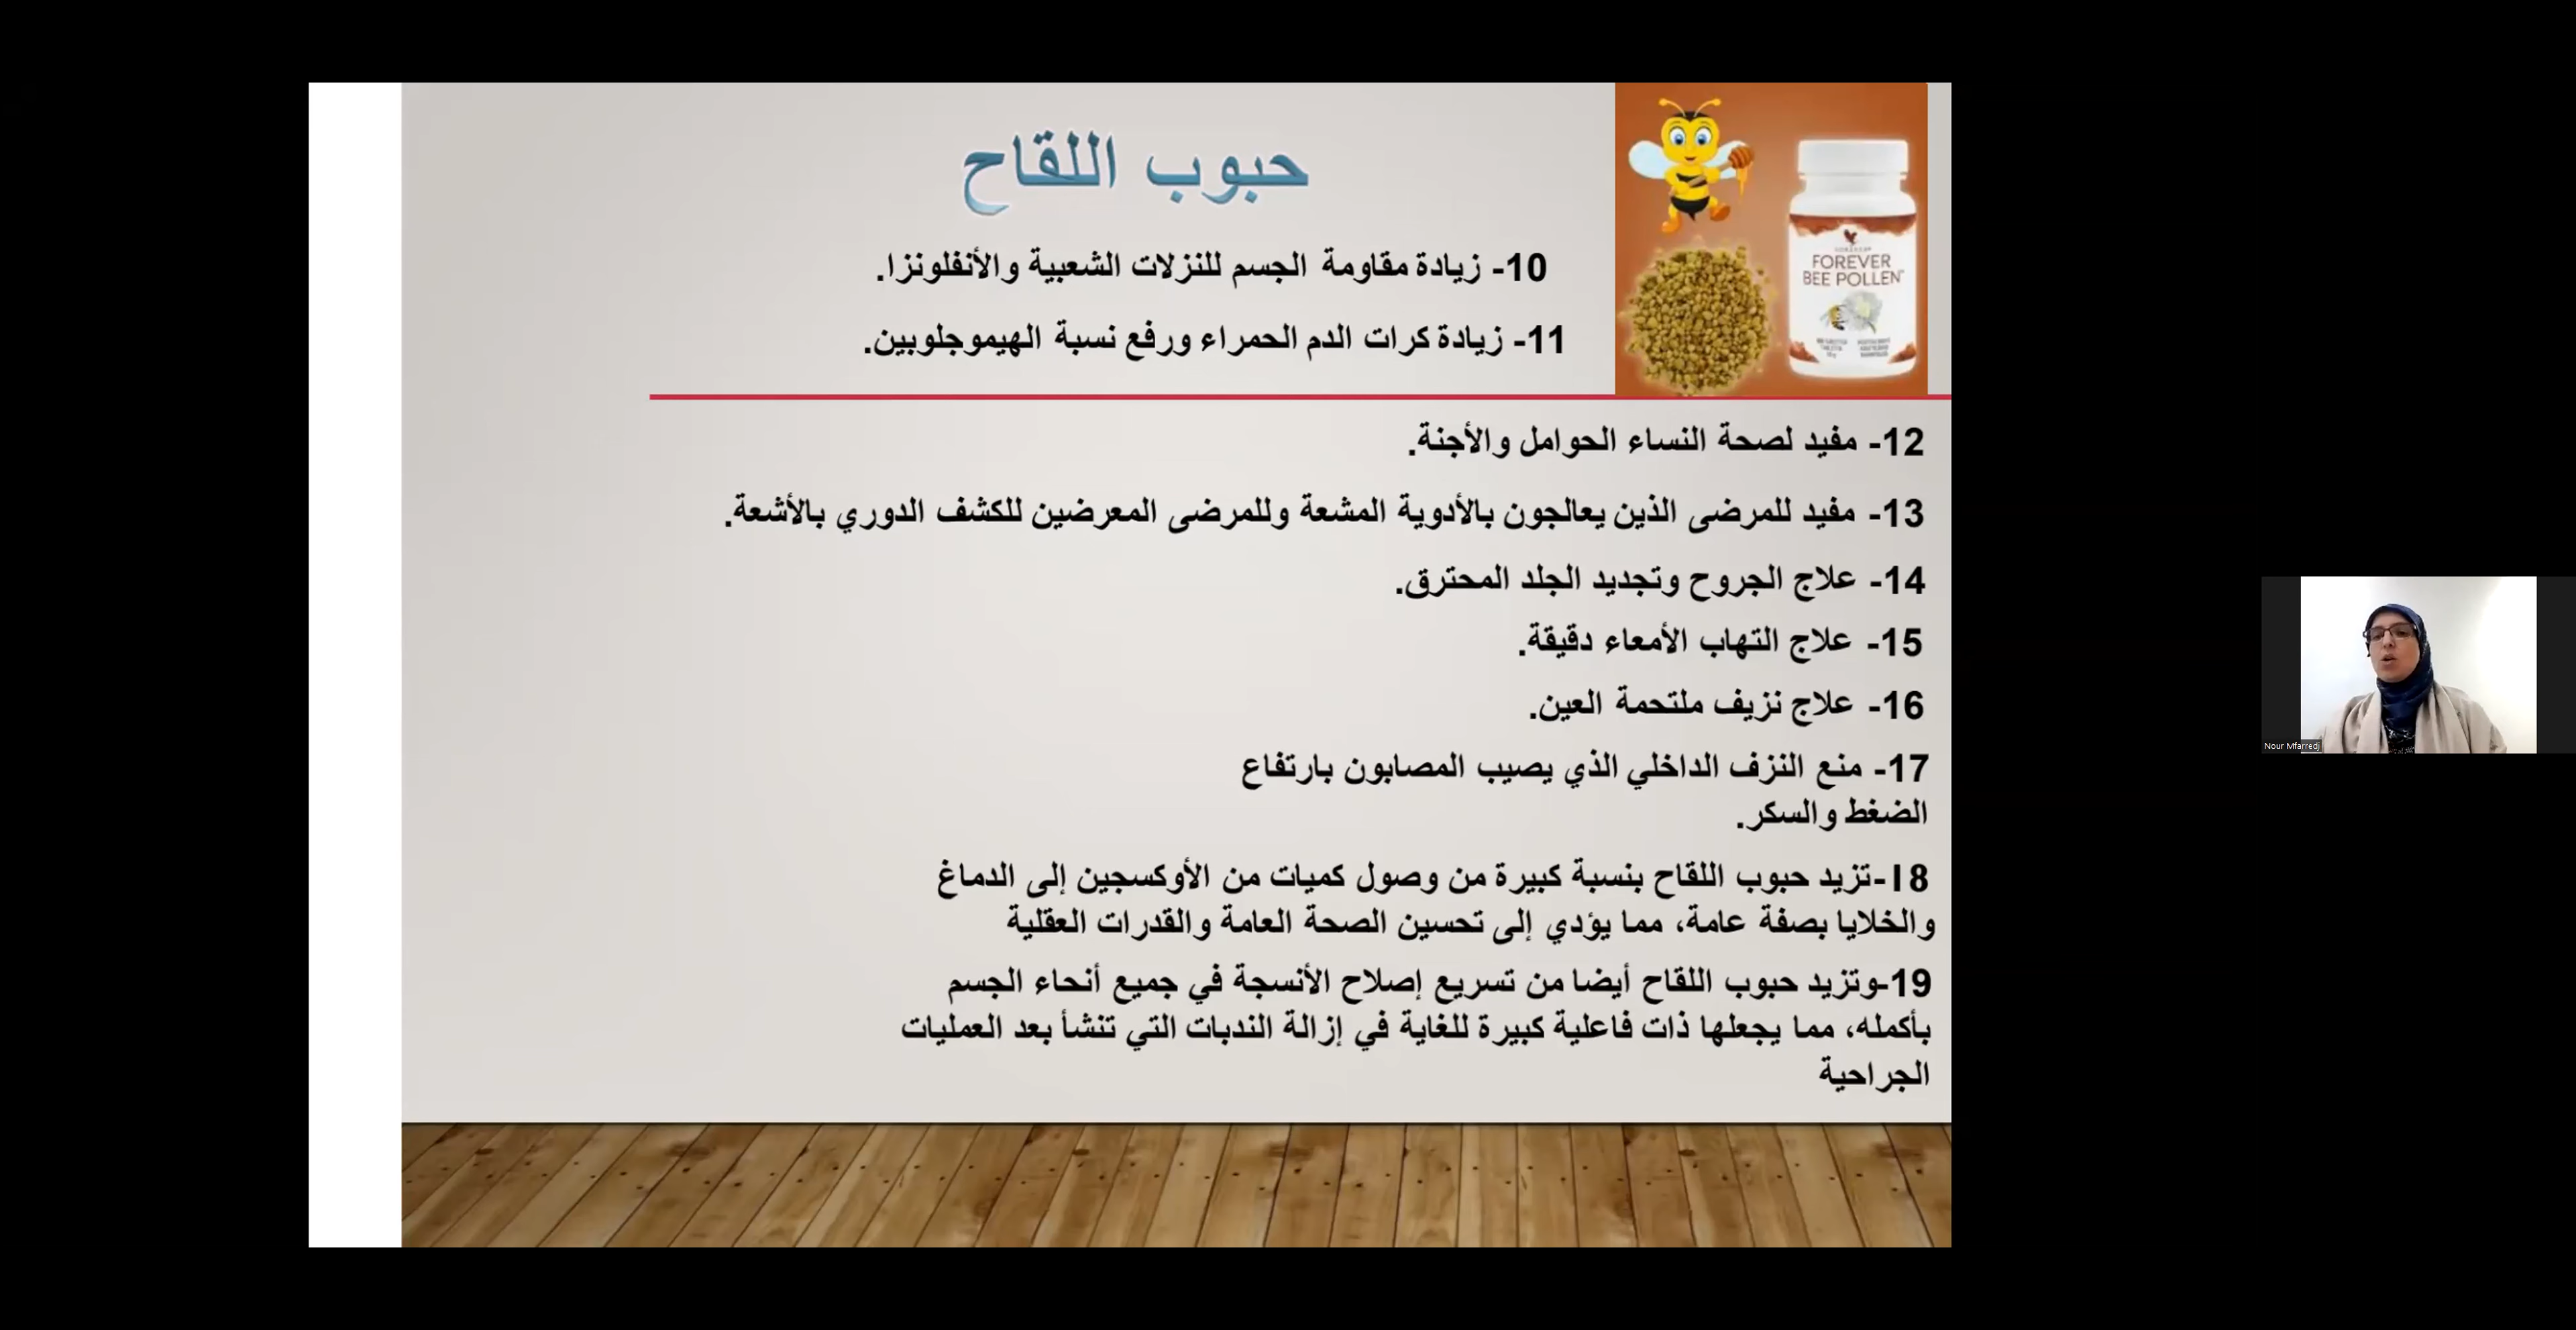 حبوب اللقاح
FOREVER
BEE POLLEN
10- زيادة مقاومة الجسم للنزلات الشعبية والأنفلونزا.
11- زيادة كرات الدم الحمراء ورفع نسبة الهيموجلوبين.
12- مفيد لصحة النساء الحوامل والأجنة.
13- مفيد للمرضى الذين يعالجون بالأدوية المشعة وللمرضى المعرضين للكشف الدوري بالأشعة.
14- علاج الجروح وتجديد الجلد المحترق.
15- علاج التهاب الأمعاء دقيقة.
16- علاج نزيف ملتحمة العين.
17- منع النزف الداخلي الذي يصيب المصابون بارتفاع
الضغط والسكر.
18-تزيد حبوب اللقاح بنسبة كبيرة من وصول كميات من الأوكسجين إلى الدماغ
والخلايا بصفة عامة، مما يؤدي إلى تحسين الصحة العامة والقدرات العقلية
19-وتزيد حبوب اللقاح أيضا من تسريع إصلاح الأنسجة في جميع أنحاء الجسم
بأكمله، مما يجعلها ذات فاعلية كبيرة للغاية في إزالة الندبات التي تنشأ بعد العمليات
الجراحية
Nour Mfarredj